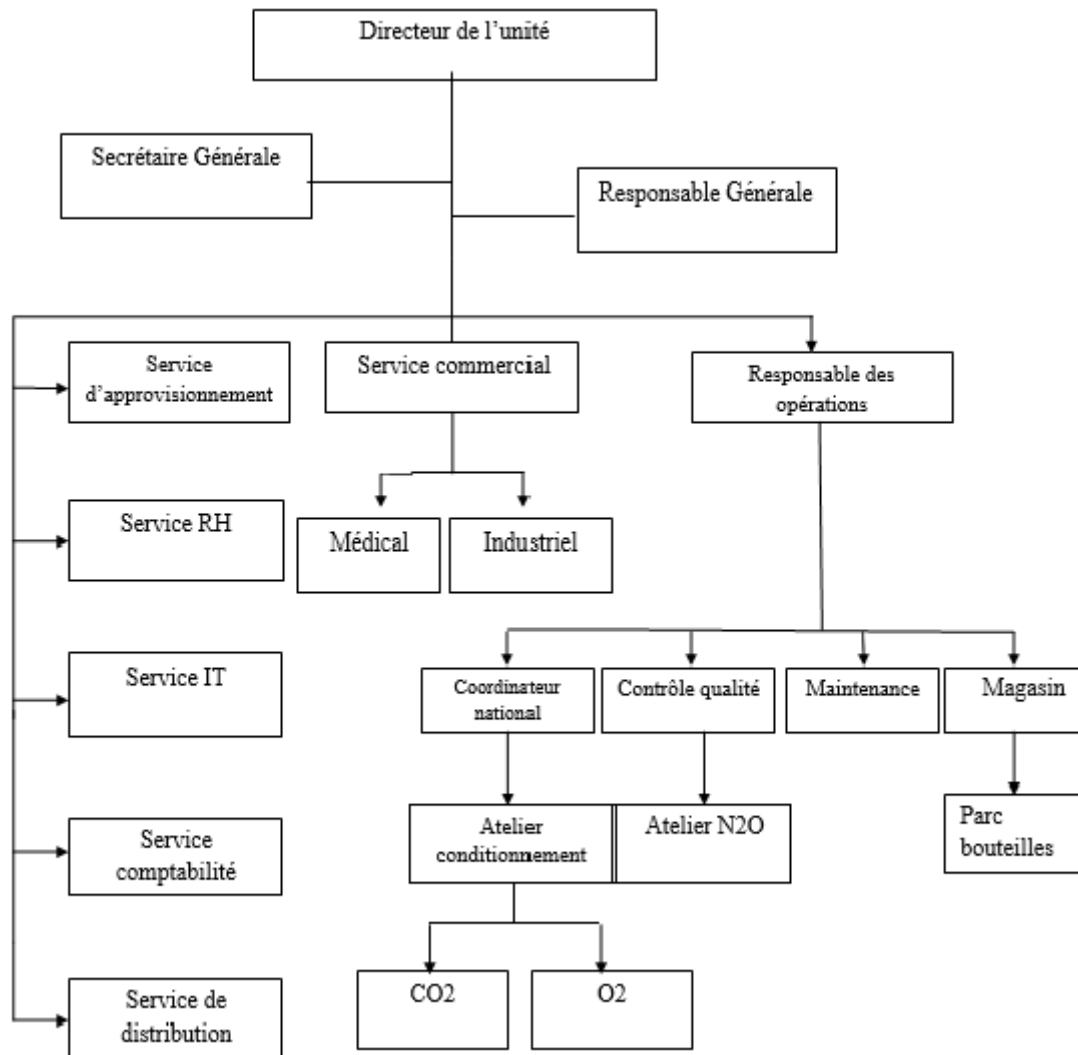 Directeur de l’unité
Secrétaire Générale
Responsable Générale
Service
d’approvisionnement
Service commercial
Responsable des
opérations
Service RH
Médical
Industriel
Service IT
Coordinateur
national
Contrôle qualité
Maintenance
Magasin
Service
comptabilité
Atelier
conditionnement
Atelier N2O
Parc
bouteilles
Service de
distribution
CO2
O2